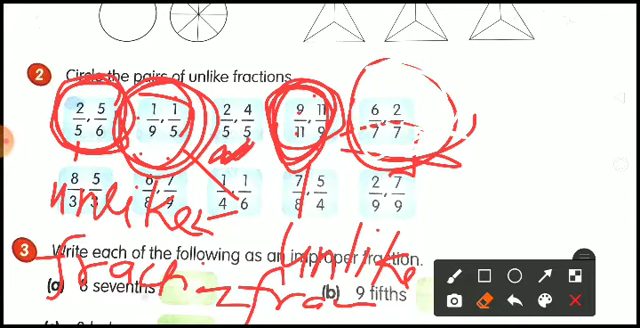 2 Circle the pairs of unlike fractions.
2/5, 5/6 1/9, 1/5 2/5, 4/5 9/11, 11/9 6/7, 2/7
8/3, 5/3 6/8, 7/9 1/4, 1/6 7/8, 5/4 2/9, 7/9
unlike
3 Write each of the following as an improper fraction.
unlike
fracti
frac
(a) 8 sevenths (b) 9 fifths